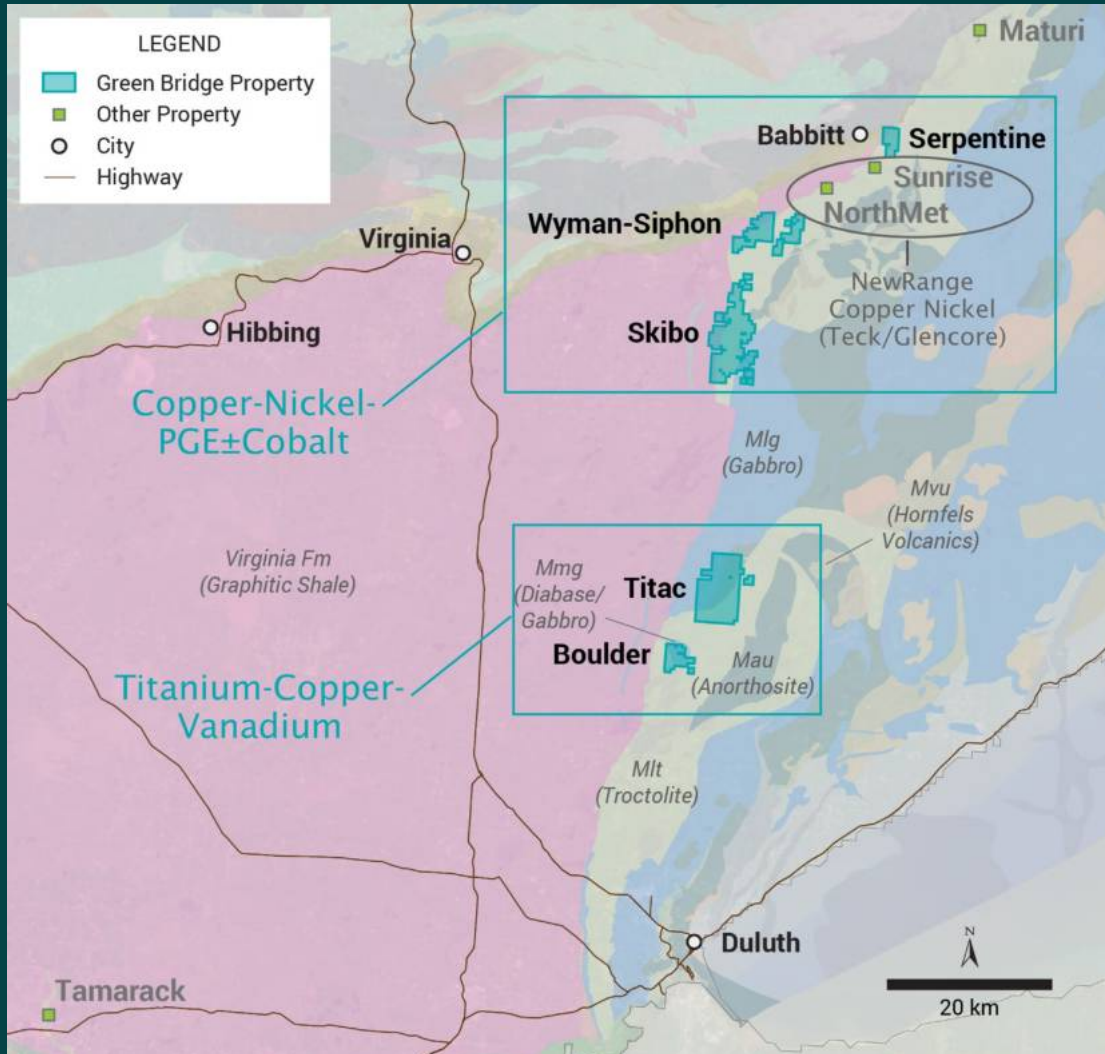 LEGEND
Green Bridge Property
Other Property
City
Highway
Maturi
Babbitt
Serpentine
Sunrise
NorthMet
Wyman-Siphon
Virginia
NewRange
Copper Nickel
(Teck/Glencore)
Hibbing
Skibo
Copper-Nickel-
PGE±Cobalt
Mlg
(Gabbro)
Mvu
(Hornfels
Volcanics)
Virginia Fm
(Graphitic Shale)
Mmg
(Diabase/
Gabbro)
Titac
Boulder
Mau
(Anorthosite)
Titanium-Copper-
Vanadium
Mlt
(Troctolite)
Duluth
N
20 km
Tamarack